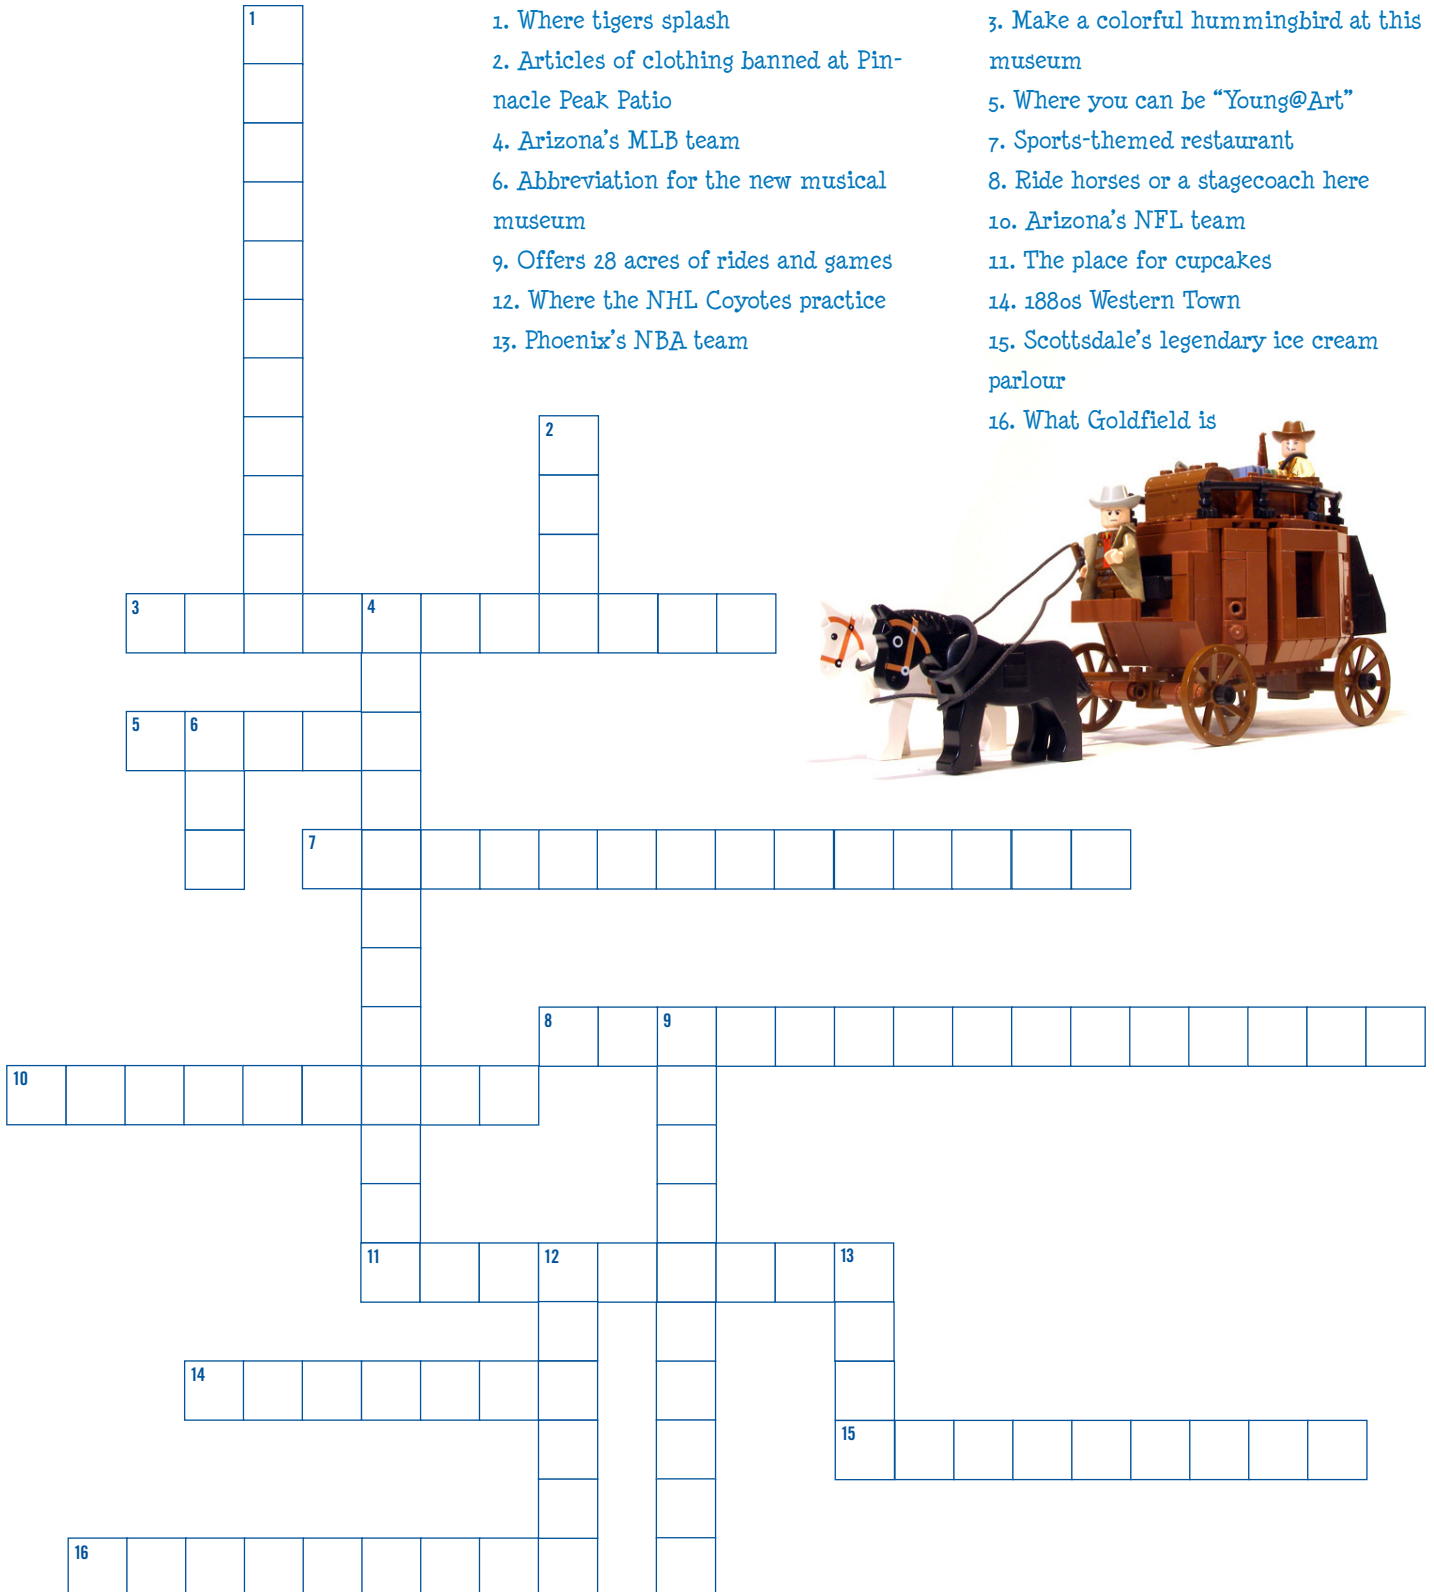 1. Where tigers splash
2. Articles of clothing banned at Pin-
nacle Peak Patio
4. Arizona’s MLB team
6. Abbreviation for the new musical
museum
9. Offers 28 acres of rides and games
12. Where the NHL Coyotes practice
13. Phoenix’s NBA team
3. Make a colorful hummingbird at this
museum
5. Where you can be “Young@Art”
7. Sports-themed restaurant
8. Ride horses or a stagecoach here
10. Arizona’s NFL team
11. The place for cupcakes
14. 1880s Western Town
15. Scottsdale’s legendary ice cream
parlour
16. What Goldfield is
1
2
3
4
5
6
7
8
9
10
11
12
13
14
15
16